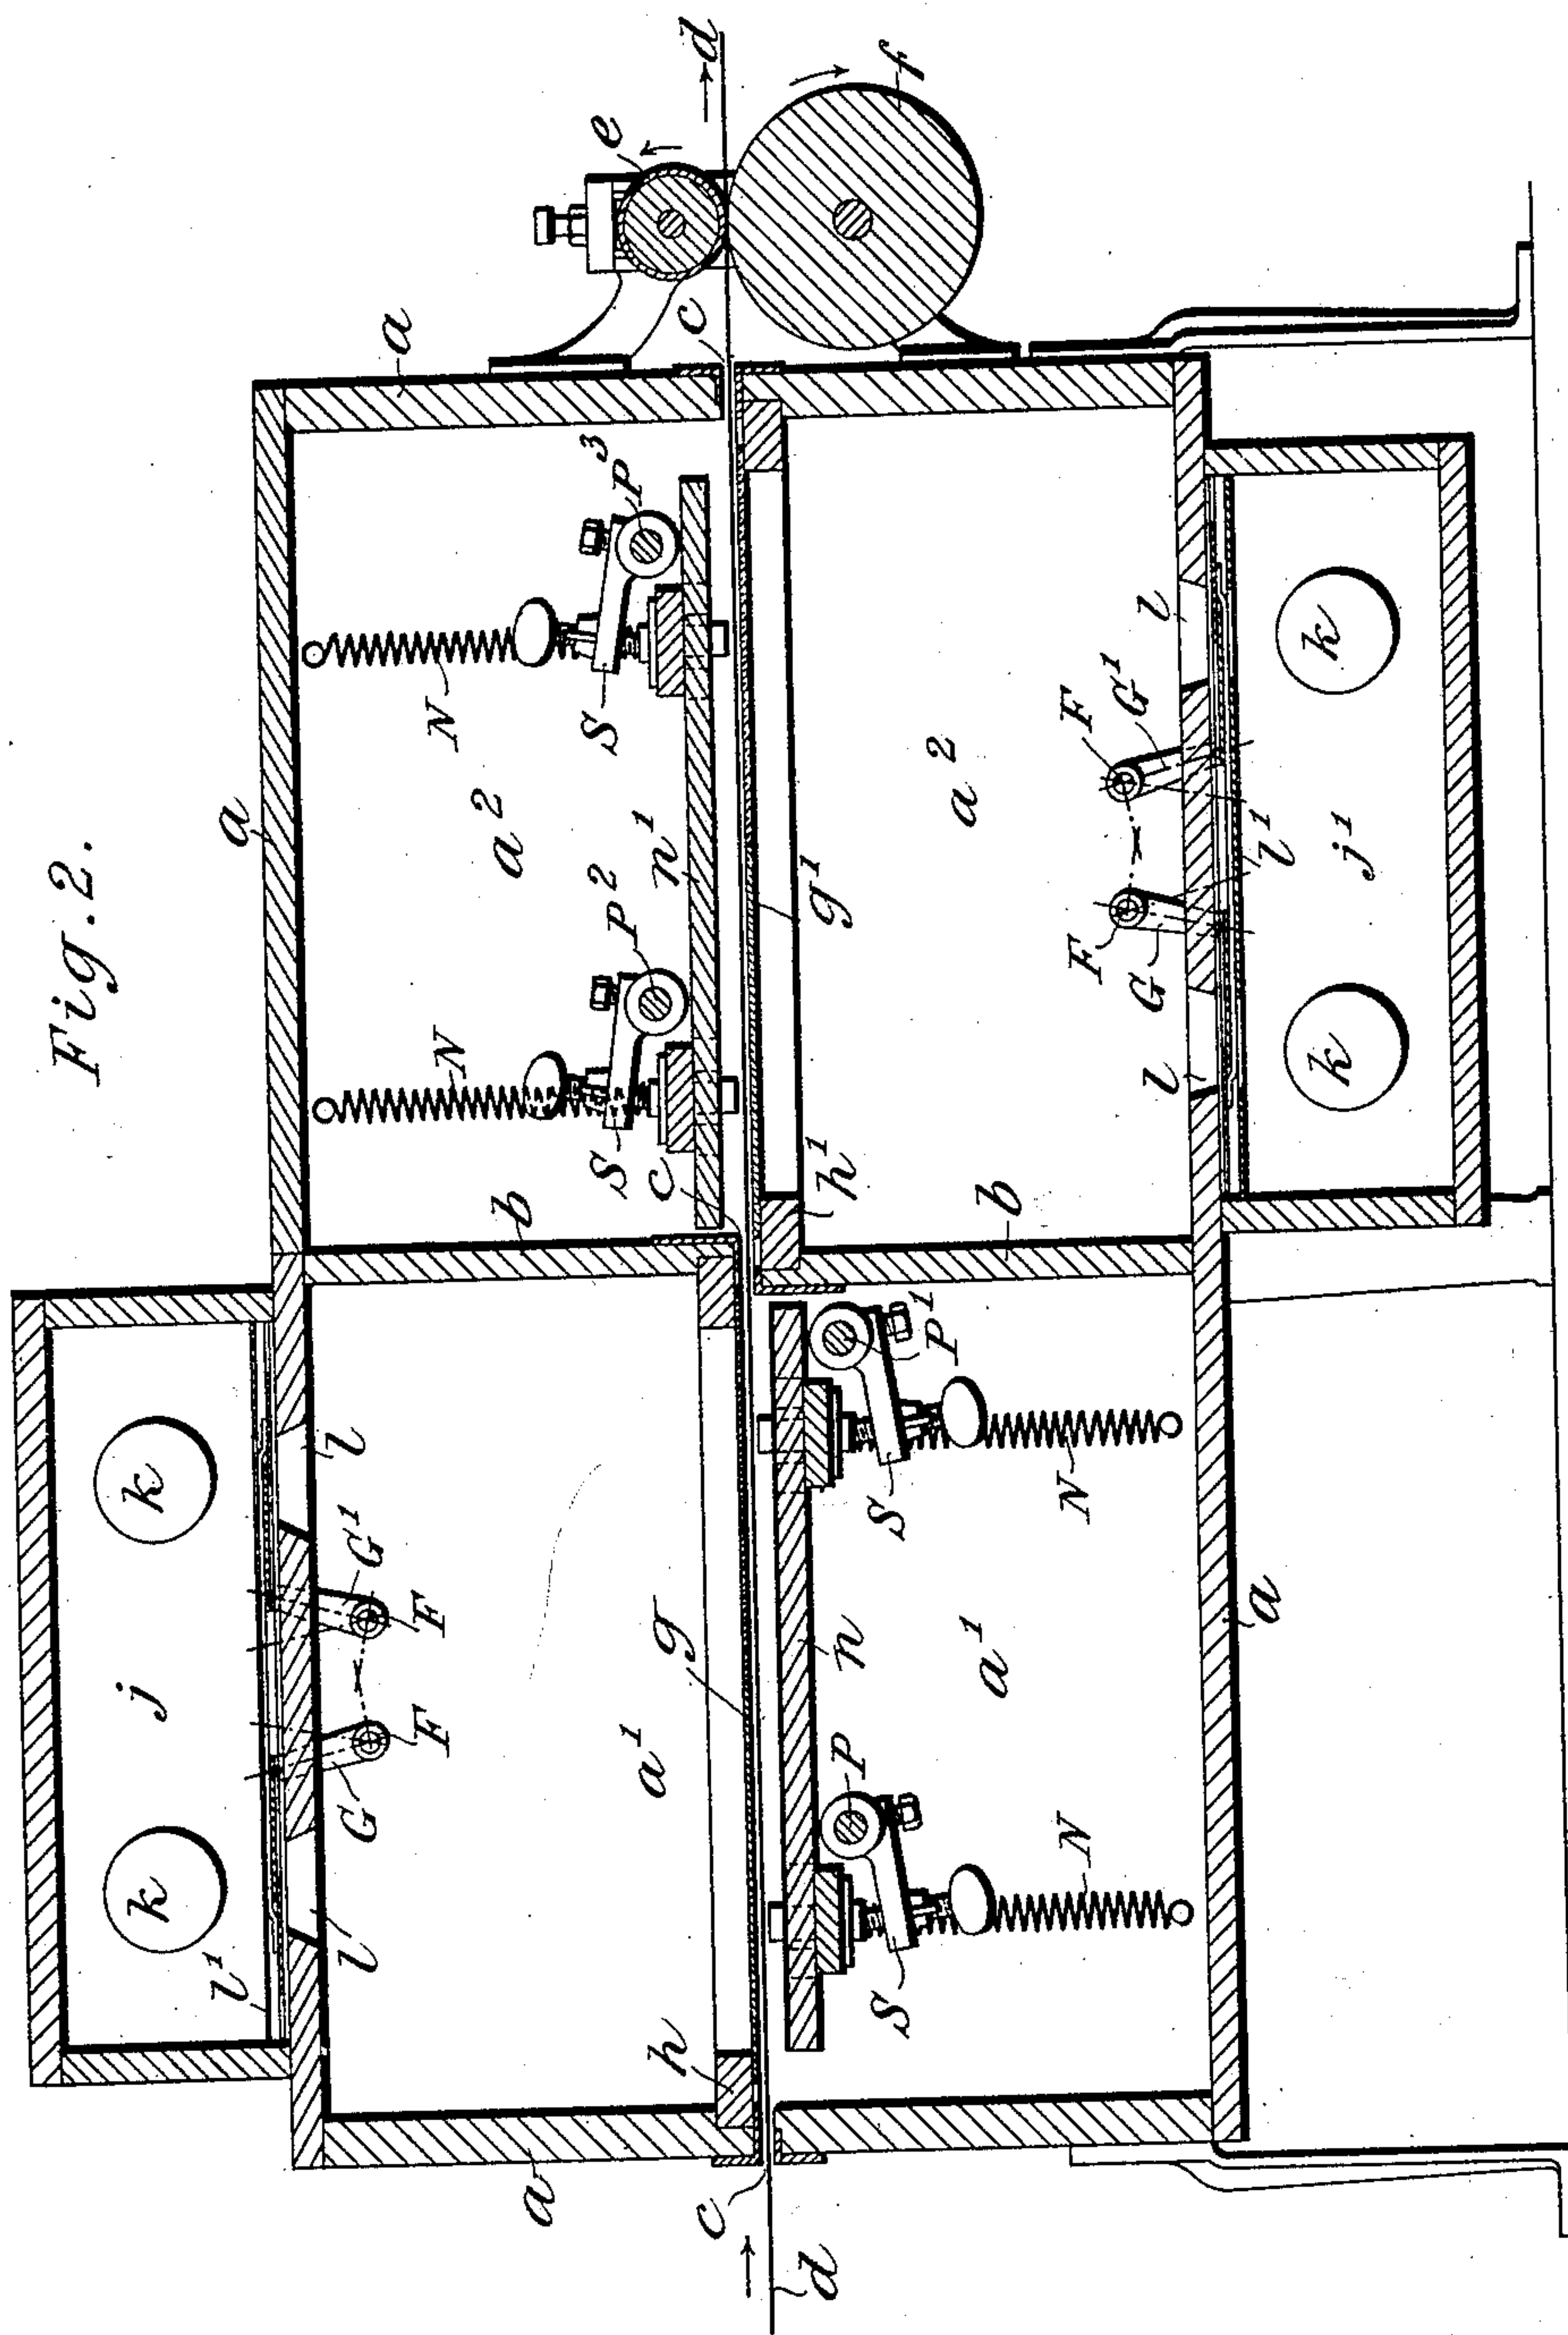 Fig. 2.
k
k
j
l¹
G
G¹
F
F
l
l
a
a
a
h
a¹
g
b
N
N
a²
P²
P³
S
S
n¹
c
c
e
d
f
c
d
n
a¹
P
P¹
S
S
N
N
a
h¹
g¹
b
a²
F
F
G
G¹
l
l
l¹
j¹
k
k